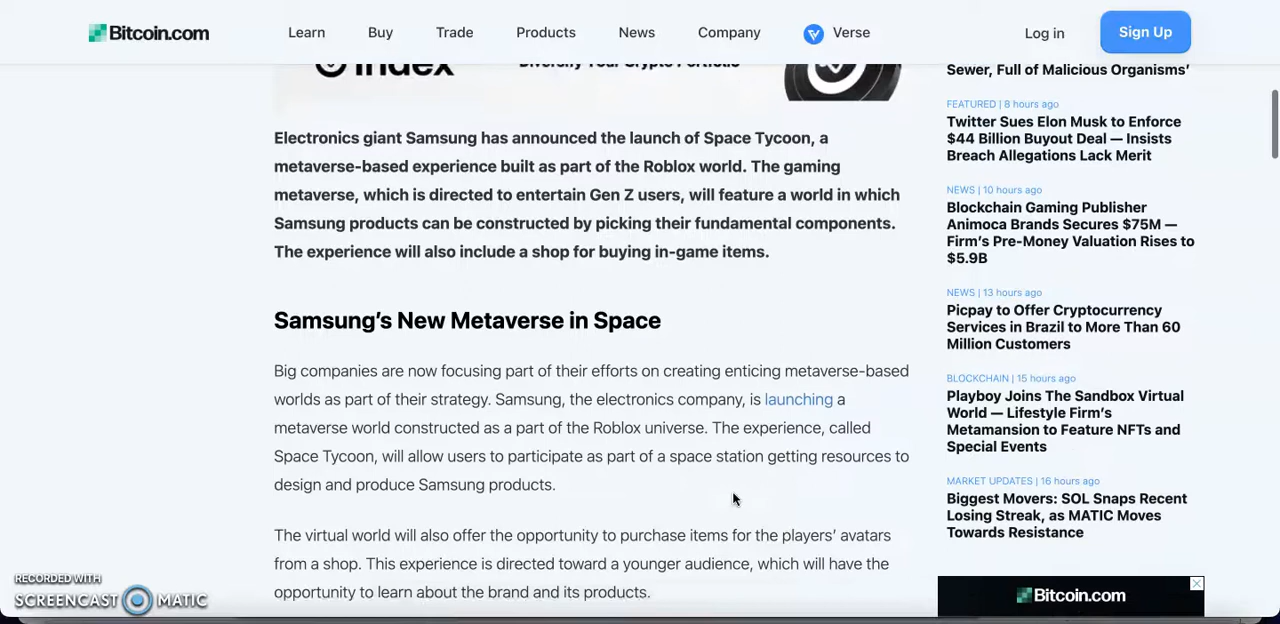 Bitcoin.com
Learn
Buy
Trade
Products
News
Company
Verse
Log in
Sign Up
index
Diversify Your Crypto Portfolio
Electronics giant Samsung has announced the launch of Space Tycoon, a
metaverse-based experience built as part of the Roblox world. The gaming
metaverse, which is directed to entertain Gen Z users, will feature a world in which
Samsung products can be constructed by picking their fundamental components.
The experience will also include a shop for buying in-game items.
Samsung’s New Metaverse in Space
Big companies are now focusing part of their efforts on creating enticing metaverse-based
worlds as part of their strategy. Samsung, the electronics company, is launching a
metaverse world constructed as a part of the Roblox universe. The experience, called
Space Tycoon, will allow users to participate as part of a space station getting resources to
design and produce Samsung products.
The virtual world will also offer the opportunity to purchase items for the players’ avatars
from a shop. This experience is directed toward a younger audience, which will have the
opportunity to learn about the brand and its products.
Sewer, Full of Malicious Organisms’
FEATURED | 8 hours ago
Twitter Sues Elon Musk to Enforce
$44 Billion Buyout Deal — Insists
Breach Allegations Lack Merit
NEWS | 10 hours ago
Blockchain Gaming Publisher
Animoca Brands Secures $75M —
Firm’s Pre-Money Valuation Rises to
$5.9B
NEWS | 13 hours ago
Picpay to Offer Cryptocurrency
Services in Brazil to More Than 60
Million Customers
BLOCKCHAIN | 15 hours ago
Playboy Joins The Sandbox Virtual
World — Lifestyle Firm’s
Metamansion to Feature NFTs and
Special Events
MARKET UPDATES | 16 hours ago
Biggest Movers: SOL Snaps Recent
Losing Streak, as MATIC Moves
Towards Resistance
Bitcoin.com
RECORDED WITH
SCREENCAST MATIC